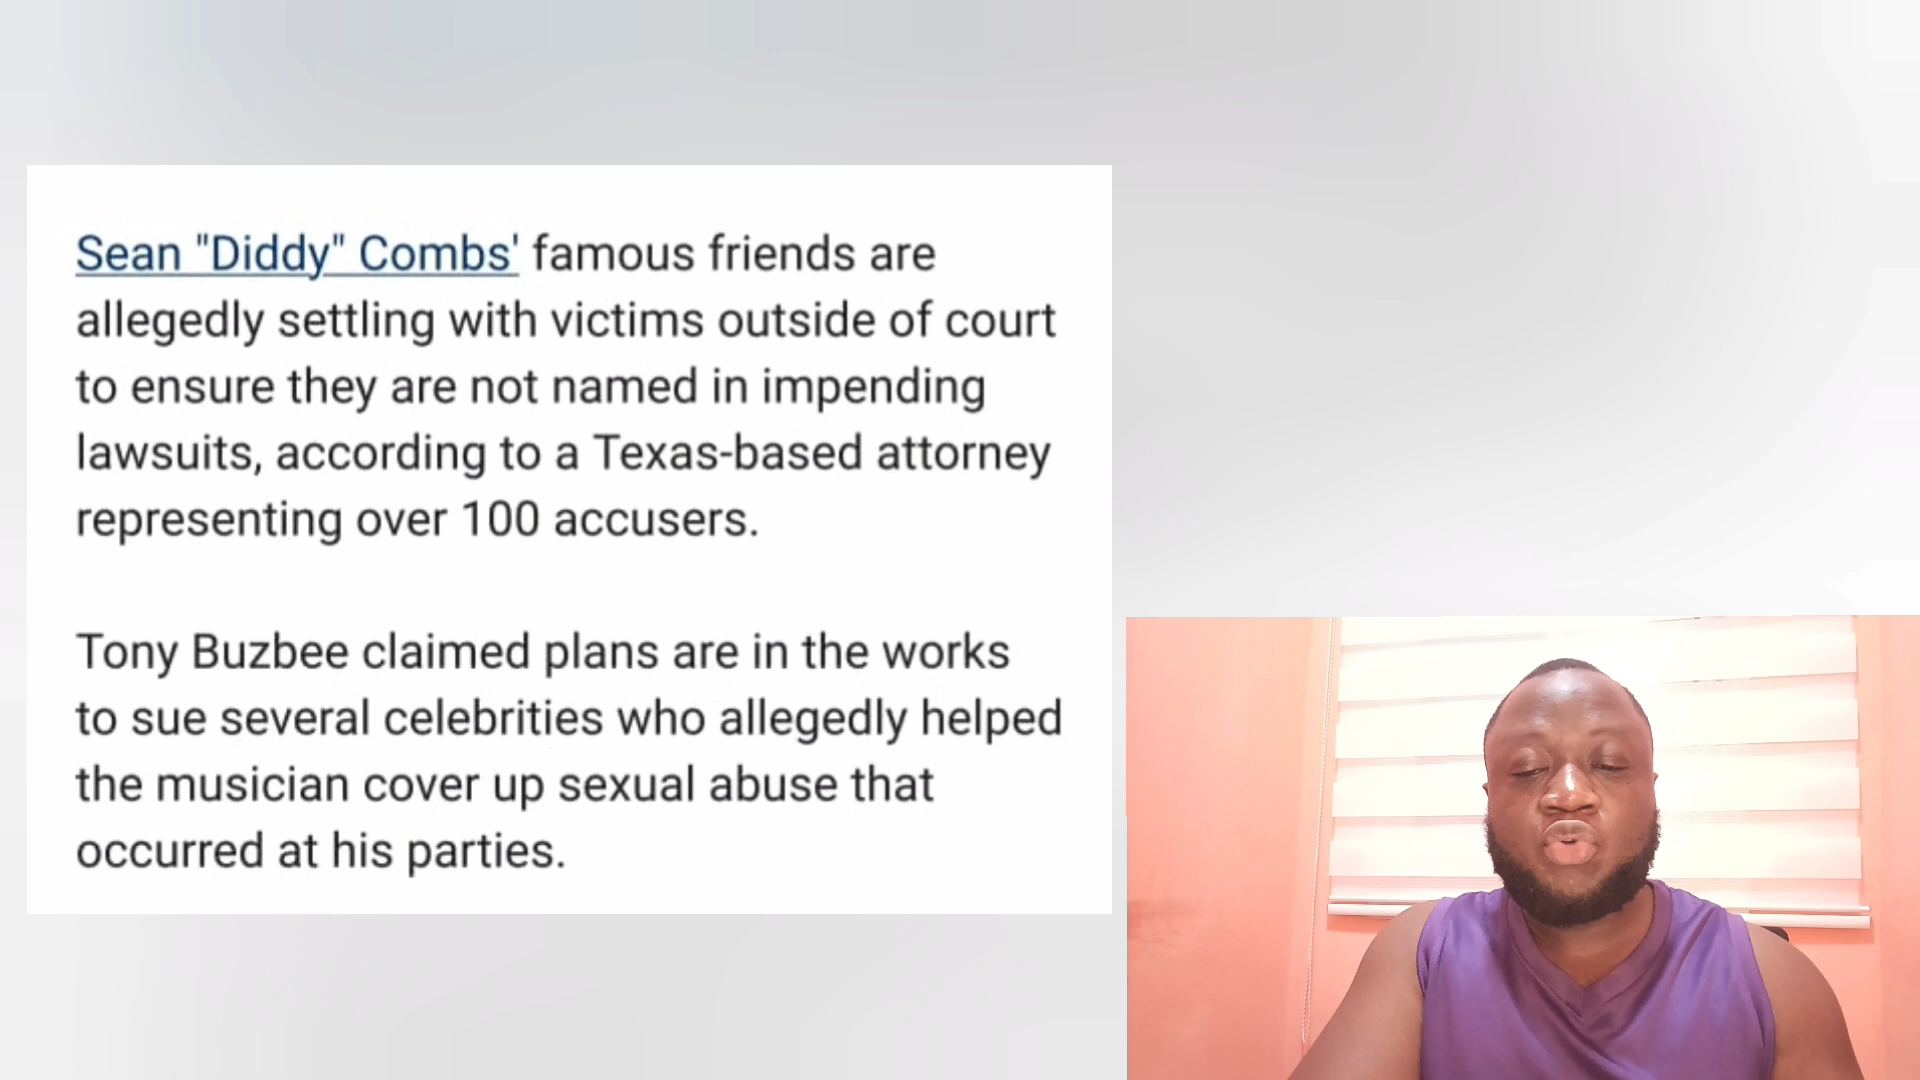 Sean "Diddy" Combs' famous friends are
allegedly settling with victims outside of court
to ensure they are not named in impending
lawsuits, according to a Texas-based attorney
representing over 100 accusers.
Tony Buzbee claimed plans are in the works
to sue several celebrities who allegedly helped
the musician cover up sexual abuse that
occurred at his parties.